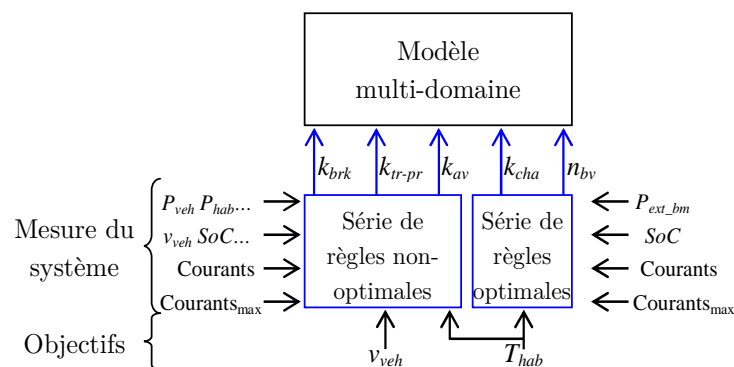 Modèle
multi-domaine
k_brk k_tr-pr k_av k_cha n_bv
Mesure du
système
P_veh P_hab...
v_veh SoC...
Courants
Courants_max
Série de
règles non-
optimales
Série de
règles
optimales
P_ext_bm
SoC
Courants
Courants_max
Objectifs
v_veh T_hab